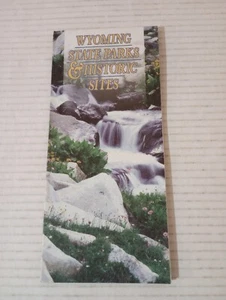 WYOMING
STATE PARKS
& HISTORIC
SITES